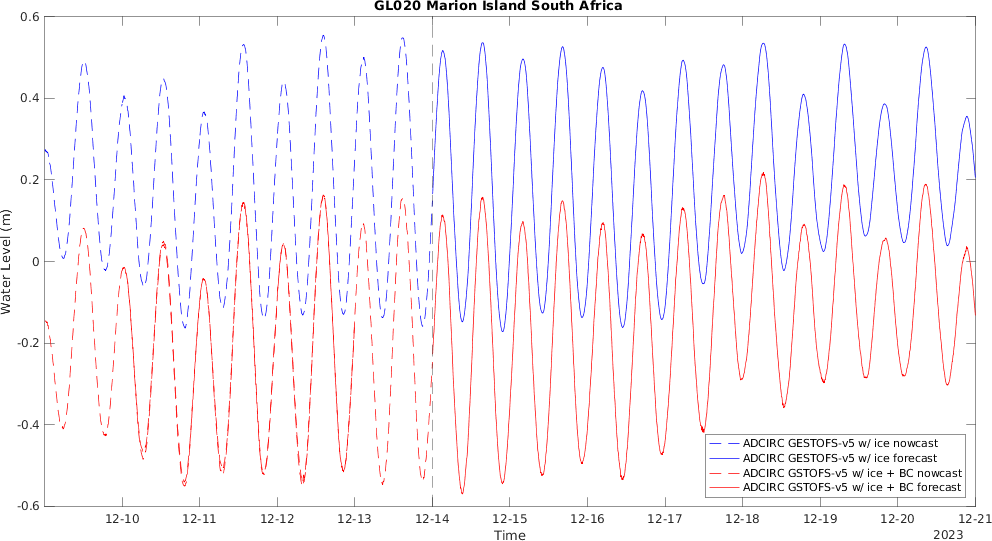 GL020 Marion Island South Africa
0.6
0.4
0.2
0
-0.2
-0.4
-0.6
Water Level (m)
ADCIRC GESTOFS-v5 w/ ice nowcast
ADCIRC GESTOFS-v5 w/ ice forecast
ADCIRC GSTOFS-v5 w/ ice + BC nowcast
ADCIRC GSTOFS-v5 w/ ice + BC forecast
12-10 12-11 12-12 12-13 12-14 12-15 12-16 12-17 12-18 12-19 12-20 12-21
Time
2023